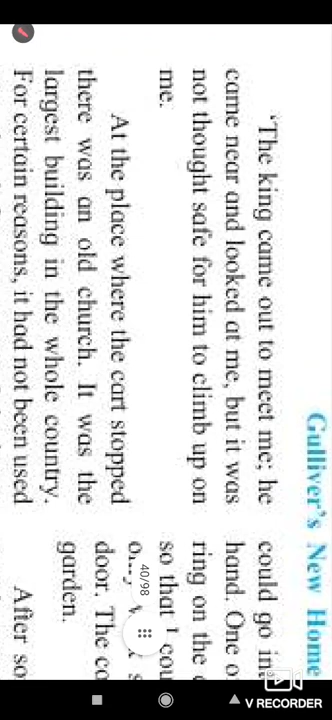 Gulliver's New Home
'The king came out to meet me; he
came near and looked at me, but it was
not thought safe for him to climb up on
me.
At the place where the cart stopped
there was an old church. It was the
largest building in the whole country.
For certain reasons, it had not been used
could go
hand. One
ring on the
so that I
door. The
garden.
After so
40/98
V RECORDER